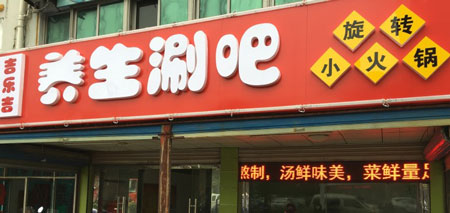 吉乐吉
养生涮吧
旋转
小火锅
熬制，汤鲜味美，菜鲜量足